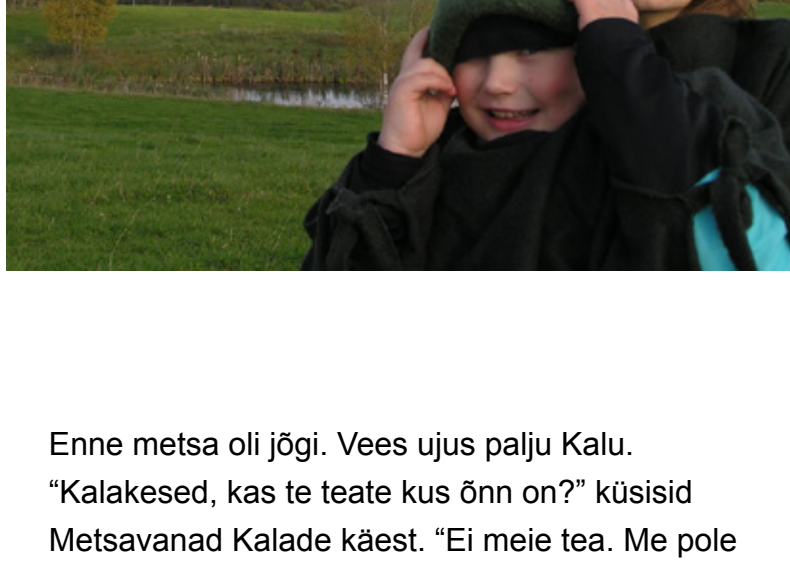 Enne metsa oli jõgi. Vees ujus palju Kalu.
“Kalakesed, kas te teate kus õnn on?” küsisid
Metsavanad Kalade käest. “Ei meie tea. Me pole